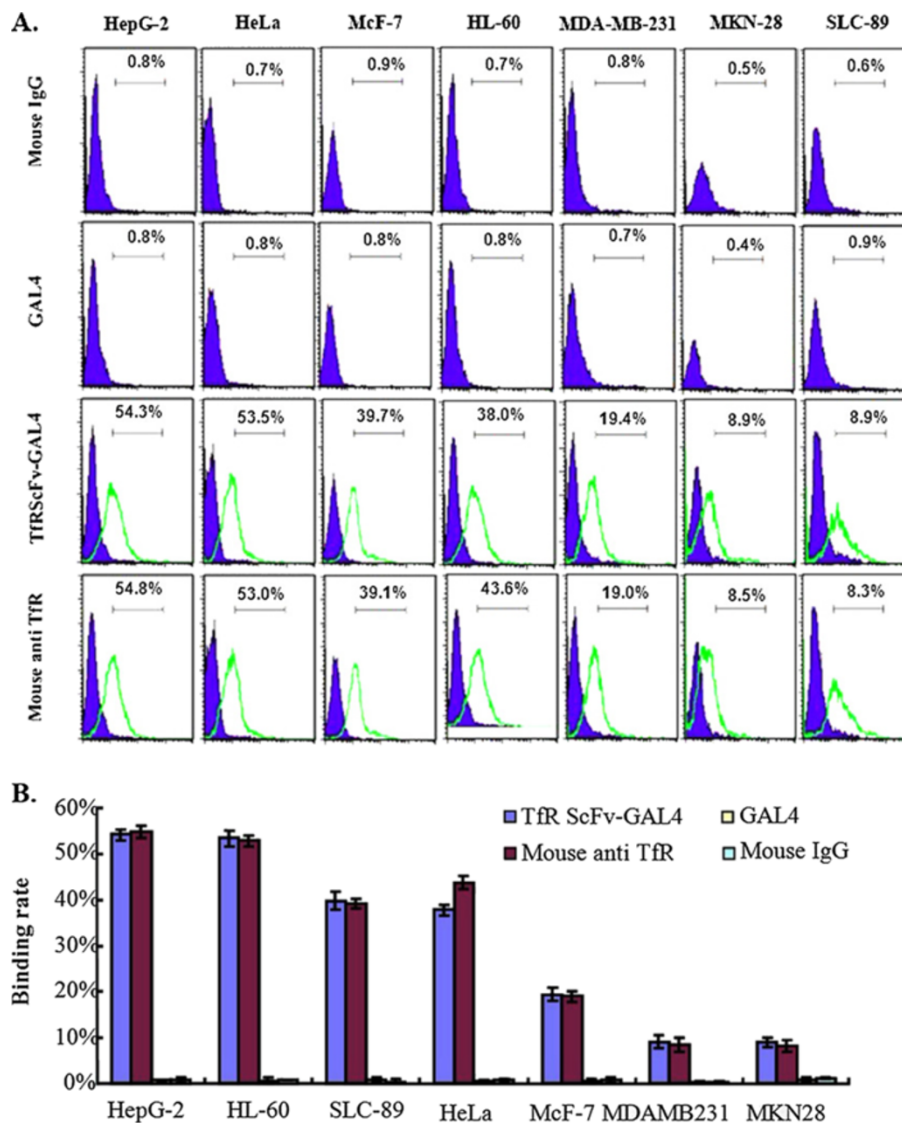 A.
HepG-2 HeLa McF-7 HL-60 MDA-MB-231 MKN-28 SLC-89
Mouse IgG
0.8% 0.7% 0.9% 0.7% 0.8% 0.5% 0.6%
GAL4
0.8% 0.8% 0.8% 0.8% 0.7% 0.4% 0.9%
TfRScFv-GAL4
54.3% 53.5% 39.7% 38.0% 19.4% 8.9% 8.9%
Mouse anti TfR
54.8% 53.0% 39.1% 43.6% 19.0% 8.5% 8.3%
B.
Binding rate
60%
50%
40%
30%
20%
10%
0%
TfR ScFv-GAL4 GAL4
Mouse anti TfR Mouse IgG
HepG-2 HL-60 SLC-89 HeLa McF-7 MDAMB231 MKN28